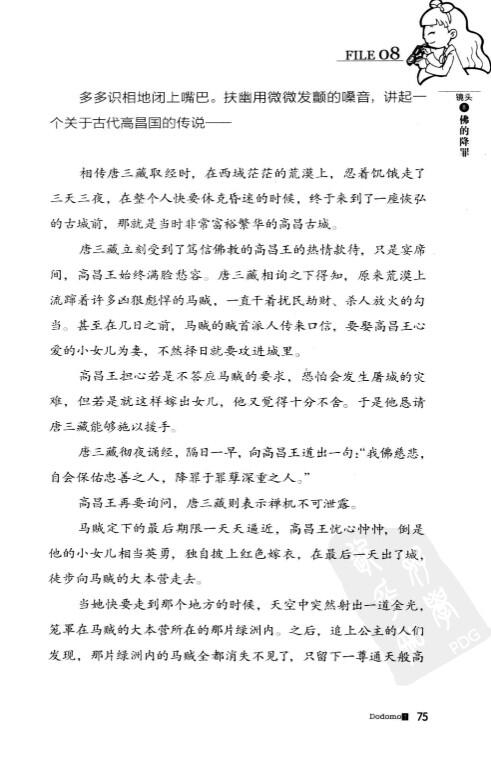 FILE 08
镜头
佛的降罪
多多识相地闭上嘴巴。扶幽用微微发颤的嗓音，讲起一
个关于古代高昌国的传说——
相传唐三藏取经时，在西域茫茫的荒漠上，忍着饥饿走了
三天三夜，在整个人快要休克昏迷的时候，终于来到了一座恢弘
的古城前，那就是当时非常富裕繁华的高昌古城。
唐三藏立刻受到了笃信佛教的高昌王的热情款待，只是宴席
间，高昌王始终满脸愁容。唐三藏相询之下得知，原来荒漠上
流蹿着许多凶狠彪悍的马贼，一直干着扰民劫财、杀人放火的勾
当。甚至在几日之前，马贼的贼首派人传来口信，要娶高昌王心
爱的小女儿为妻，不然择日就要攻进城里。
高昌王担心若是不答应马贼的要求，恐怕会发生屠城的灾
难，但若是就这样嫁出女儿，他又觉得十分不舍。于是他恳请
唐三藏能够施以援手。
唐三藏彻夜诵经，隔日一早，向高昌王道出一句：“我佛慈悲，
自会保佑忠善之人，降罪于罪孽深重之人。”
高昌王再要询问，唐三藏则表示禅机不可泄露。
马贼定下的最后期限一天天逼近，高昌王忧心忡忡，倒是
他的小女儿相当英勇，独自披上红色嫁衣，在最后一天出了城，
徒步向马贼的大本营走去。
当她快要走到那个地方的时候，天空中突然射出一道金光，
笼罩在马贼的大本营所在的那片绿洲内。之后，追上公主的人们
发现，那片绿洲内的马贼全都消失不见了，只留下一尊通天般高
PDG
Dodomo 75